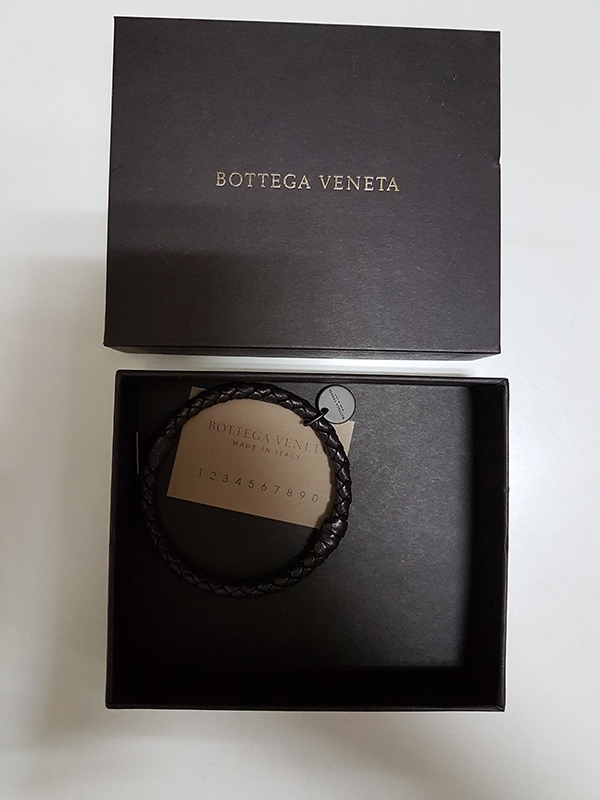 BOTTEGA VENETA
BOTTEGA VENETA
MADE IN ITALY
1 2 3 4 5 6 7 8 9 0